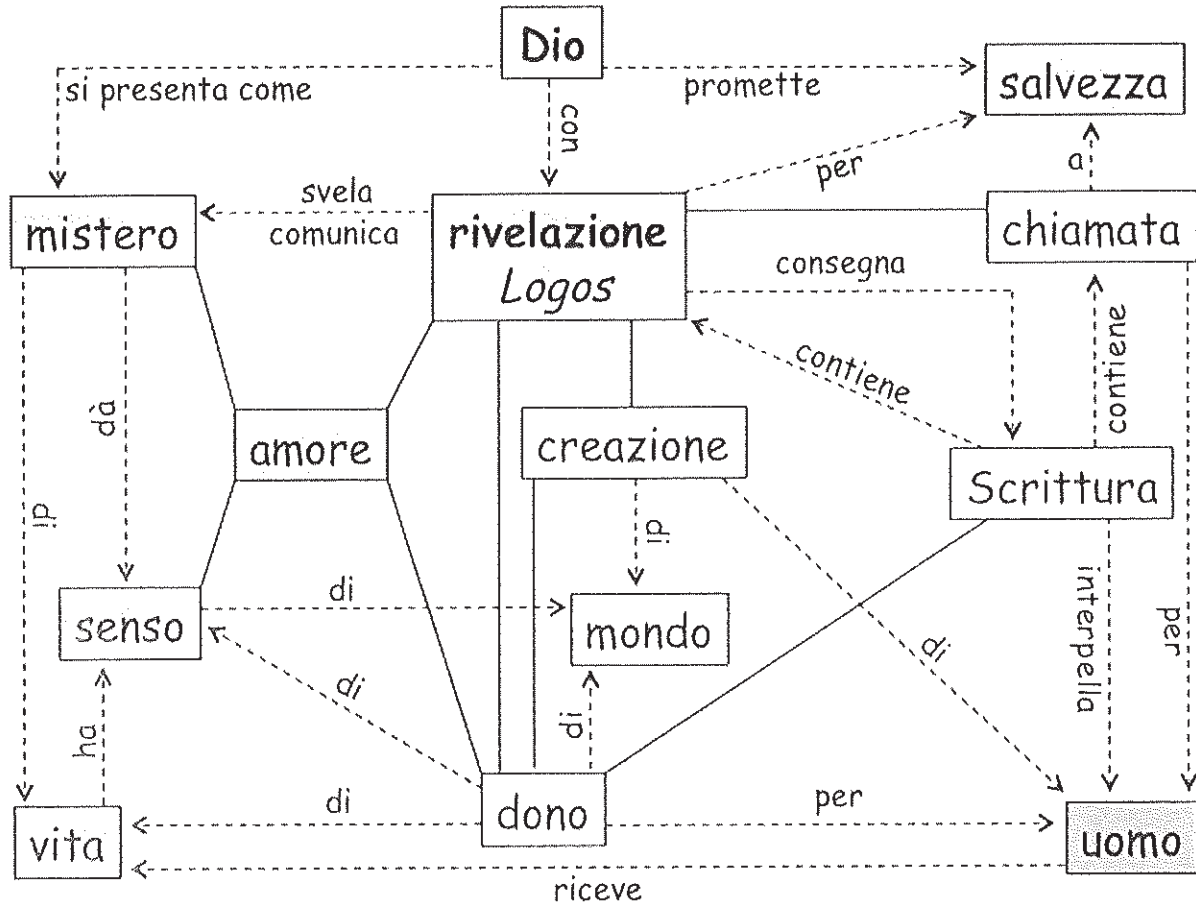 Dio
si presenta come
promette
salvezza
con
per
a
mistero
svela
comunica
rivelazione
Logos
chiamata
consegna
contiene
contiene
dà
amore
creazione
Scrittura
di
di
interpella
per
senso
di
mondo
di
di
di
ha
vita
di
dono
per
uomo
riceve